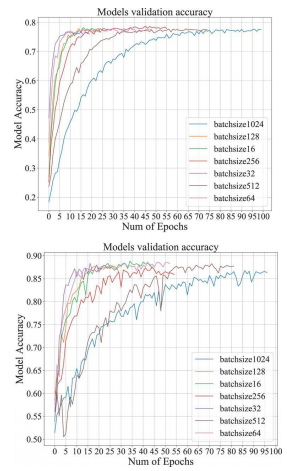 Models validation accuracy
0.8
0.7
0.6
0.5
0.4
0.3
0.2
Model Accuracy
batchsize1024
batchsize128
batchsize16
batchsize256
batchsize32
batchsize512
batchsize64
0 5 10 15 20 25 30 35 40 45 50 55 60 65 70 75 80 85 90 95 100
Num of Epochs
Models validation accuracy
0.90
0.85
0.80
0.75
0.70
0.65
0.60
0.55
0.50
Model Accuracy
batchsize1024
batchsize128
batchsize16
batchsize256
batchsize32
batchsize512
batchsize64
0 5 10 15 20 25 30 35 40 45 50 55 60 65 70 75 80 85 90 95 100
Num of Epochs